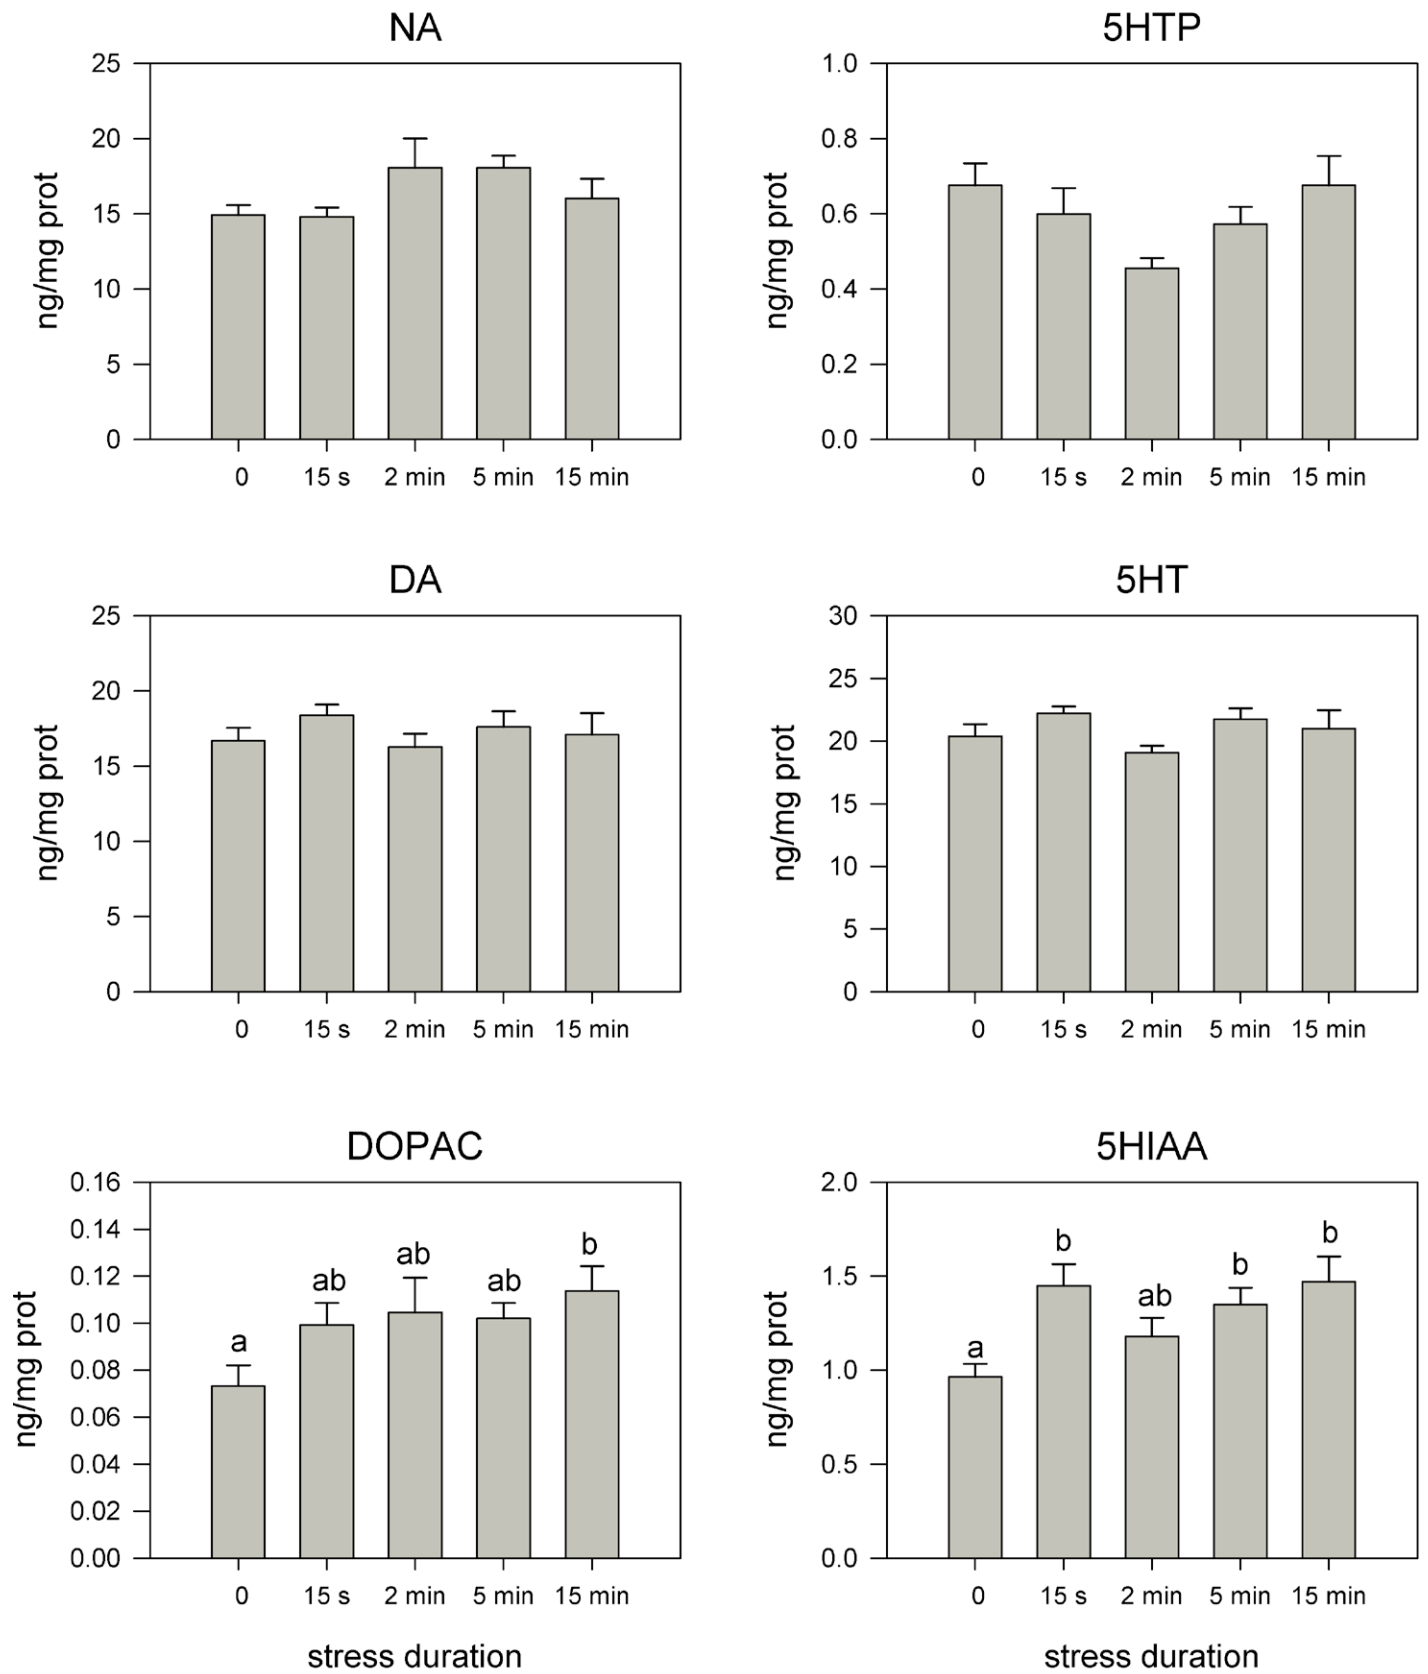 NA
25
20
15
10
5
0
ng/mg prot
0 15 s 2 min 5 min 15 min
5HTP
1.0
0.8
0.6
0.4
0.2
0.0
ng/mg prot
0 15 s 2 min 5 min 15 min
DA
25
20
15
10
5
0
ng/mg prot
0 15 s 2 min 5 min 15 min
5HT
30
25
20
15
10
5
0
ng/mg prot
0 15 s 2 min 5 min 15 min
DOPAC
0.16
0.14
0.12
0.10
0.08
0.06
0.04
0.02
0.00
ng/mg prot
a ab ab ab b
0 15 s 2 min 5 min 15 min
stress duration
5HIAA
2.0
1.5
1.0
0.5
0.0
ng/mg prot
a b ab b b
0 15 s 2 min 5 min 15 min
stress duration